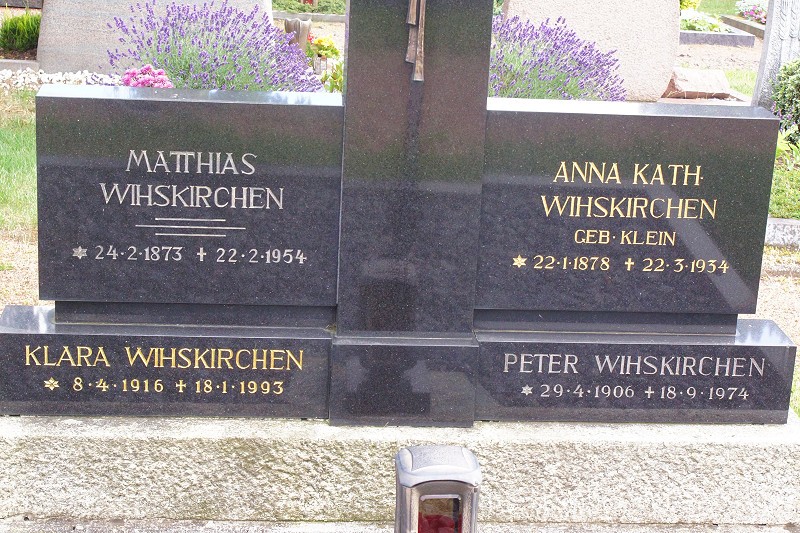 MATTHIAS
WIHSKIRCHEN
✶ 24·2·1873 ✝ 22·2·1954
ANNA KATH·
WIHSKIRCHEN
GEB·KLEIN
✶ 22·1·1878 ✝ 22·3·1934
KLARA WIHSKIRCHEN
✶ 8·4·1916 ✝ 18·1·1993
PETER WIHSKIRCHEN
✶ 29·4·1906 ✝ 18·9·1974